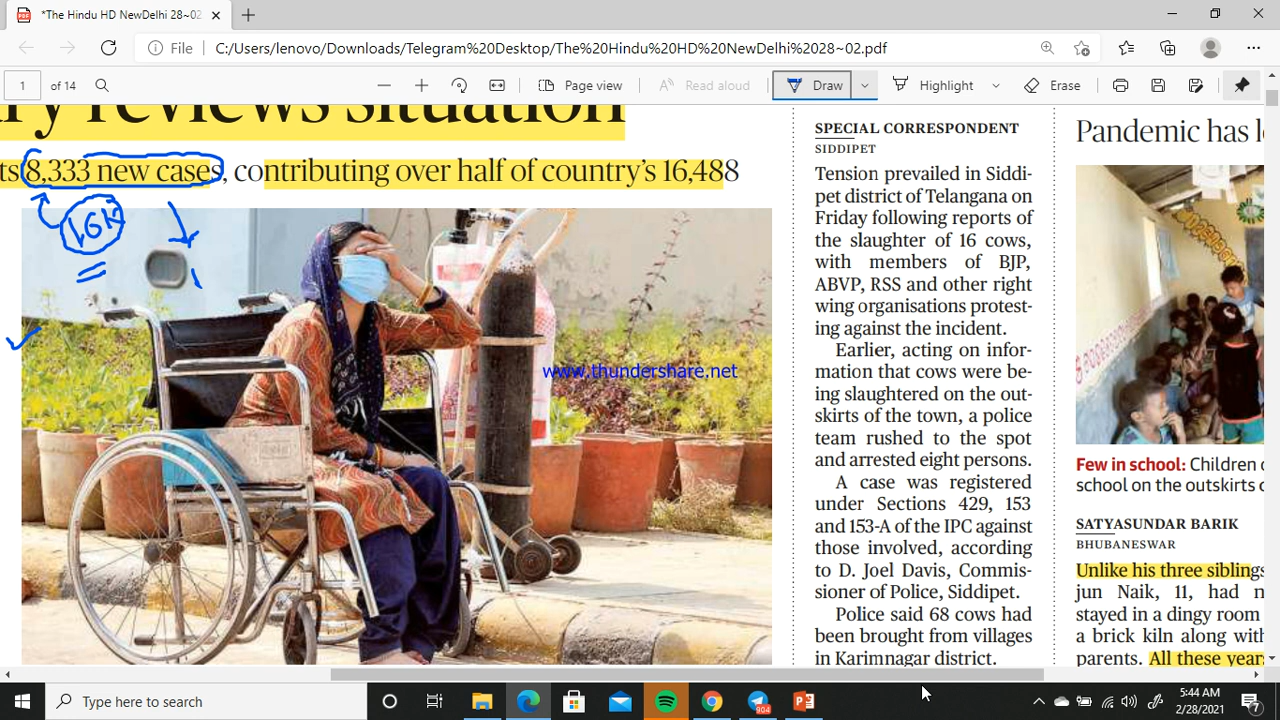 *The Hindu HD NewDelhi 28~02
File
C:/Users/lenovo/Downloads/Telegram%20Desktop/The%20Hindu%20HD%20NewDelhi%2028~02.pdf
1 of 14
Page view
Read aloud
Draw
Highlight
Erase
ry reviews situation
ts 8,333 new cases, contributing over half of country's 16,488
16K
www.thundershare.net
SPECIAL CORRESPONDENT
SIDDIPET
Tension prevailed in Siddi-
pet district of Telangana on
Friday following reports of
the slaughter of 16 cows,
with members of BJP,
ABVP, RSS and other right
wing organisations protest-
ing against the incident.
Earlier, acting on infor-
mation that cows were be-
ing slaughtered on the out-
skirts of the town, a police
team rushed to the spot
and arrested eight persons.
A case was registered
under Sections 429, 153
and 153-A of the IPC against
those involved, according
to D. Joel Davis, Commis-
sioner of Police, Siddipet.
Police said 68 cows had
been brought from villages
in Karimnagar district.
Pandemic has l
Few in school: Children
school on the outskirts
SATYASUNDAR BARIK
BHUBANESWAR
Unlike his three siblings
jun Naik, 11, had
stayed in a dingy room
a brick kiln along with
parents. All these year
Type here to search
904
5:44 AM
2/28/2021
7